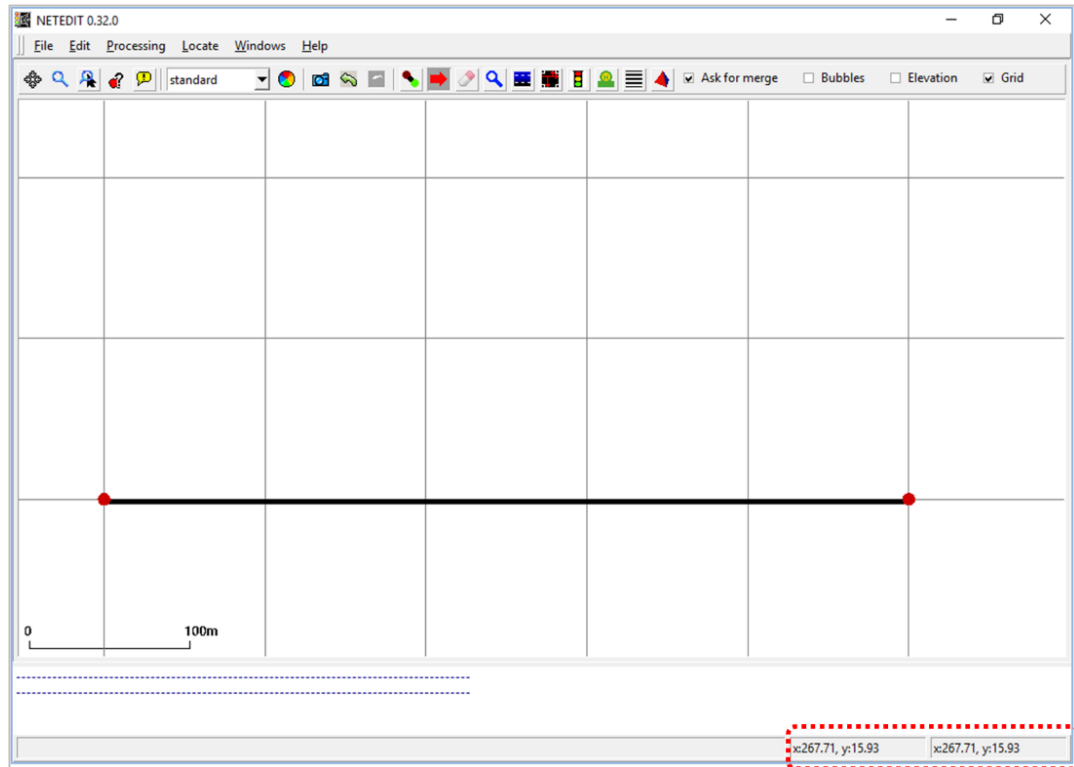 NETEDIT 0.32.0
File Edit Processing Locate Windows Help
standard Ask for merge Bubbles Elevation Grid
0 100m
x:267.71, y:15.93 x:267.71, y:15.93